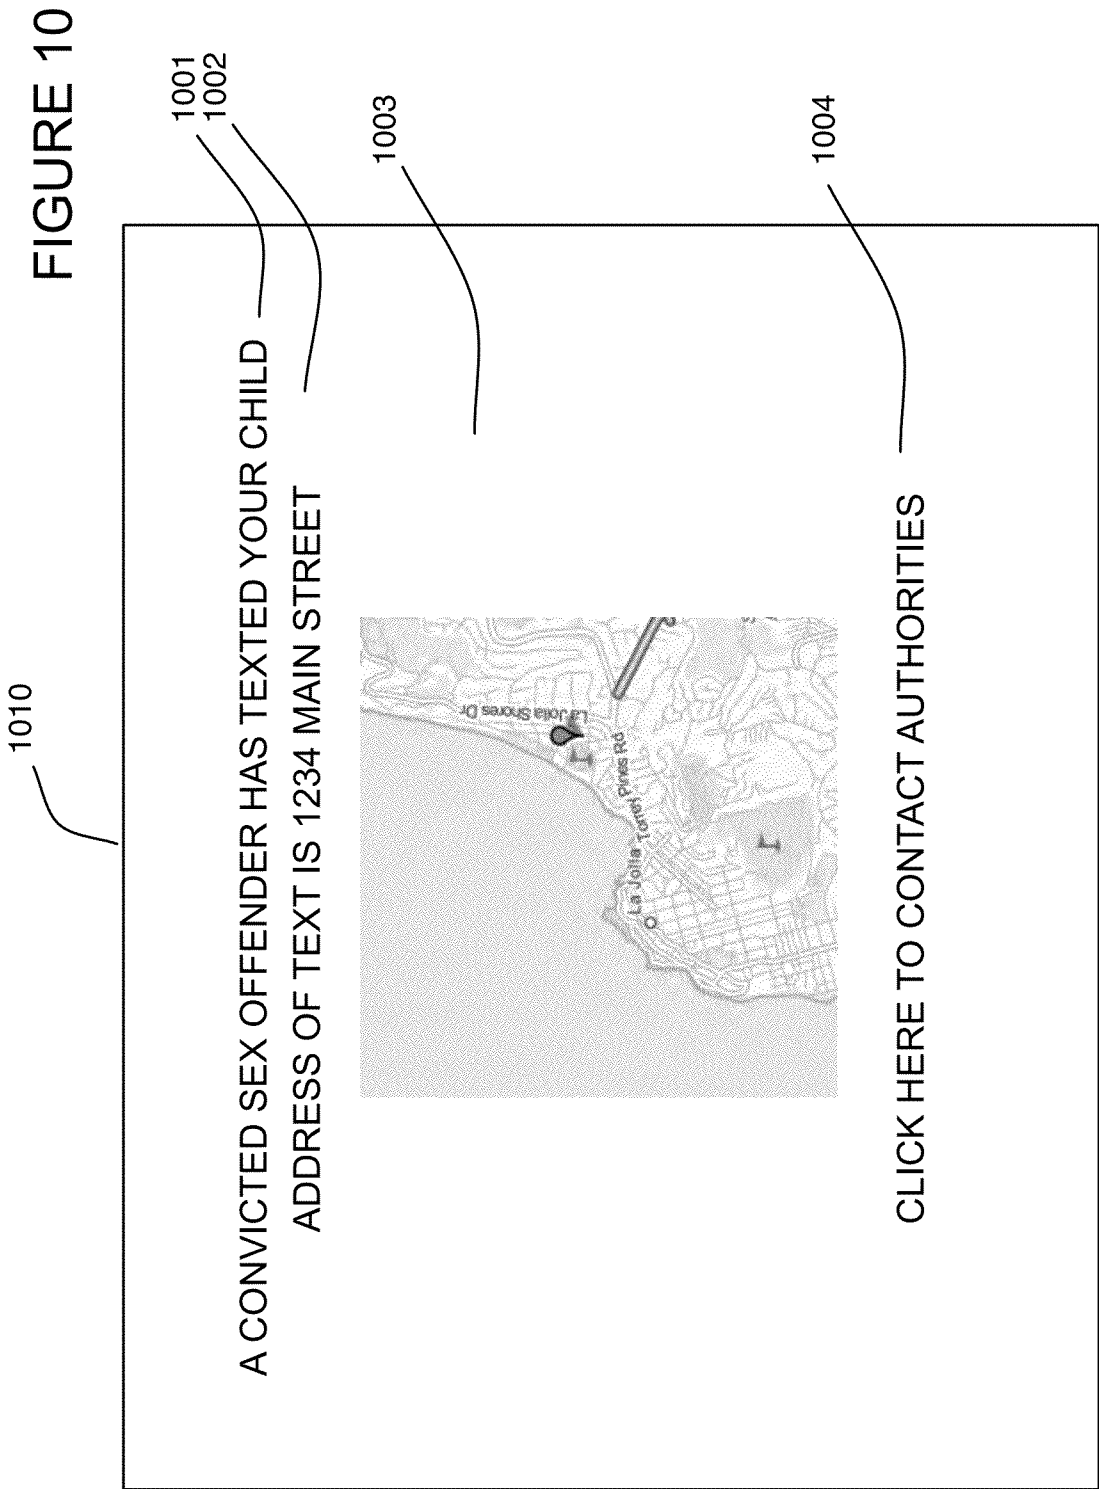 FIGURE 10
1010
1001
1002
A CONVICTED SEX OFFENDER HAS TEXTED YOUR CHILD
ADDRESS OF TEXT IS 1234 MAIN STREET
1003
La Jolla Shores Dr
La Jolla
Torrey Pines Rd
1004
CLICK HERE TO CONTACT AUTHORITIES